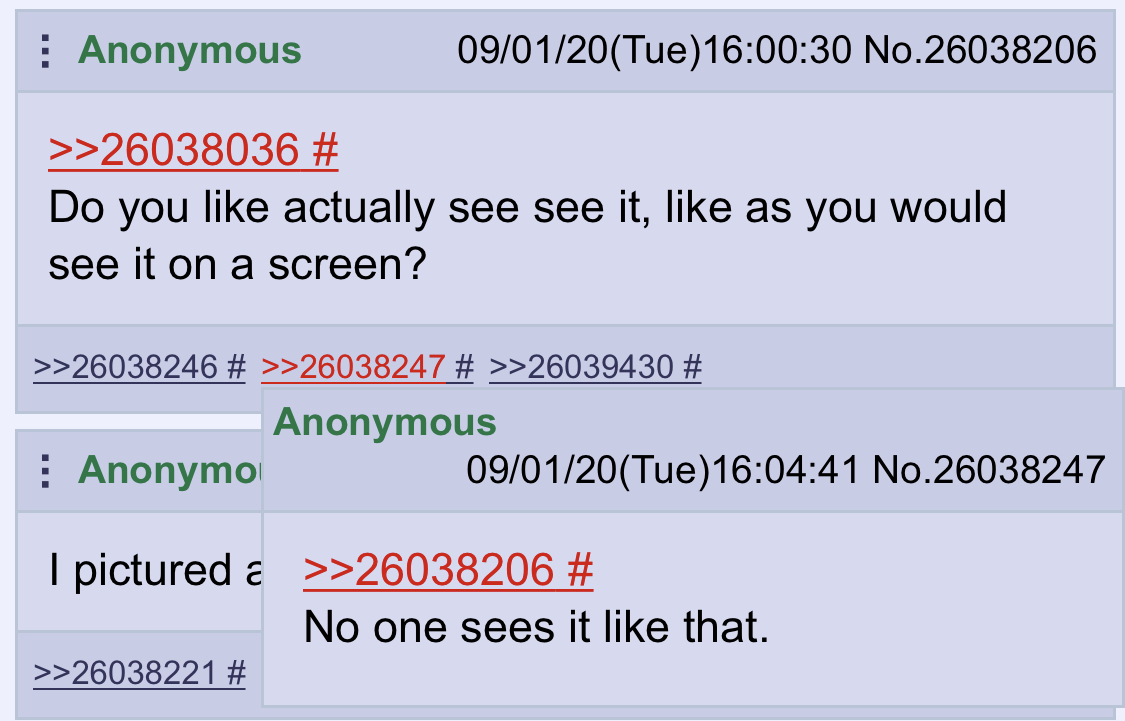 Anonymous 09/01/20(Tue)16:00:30 No.26038206
>>26038036 #
Do you like actually see see it, like as you would
see it on a screen?
>>26038246 # >>26038247 # >>26039430 #
Anonymous
09/01/20(Tue)16:04:41 No.26038247
>>26038206 #
No one sees it like that.
I pictured
>>26038221 #